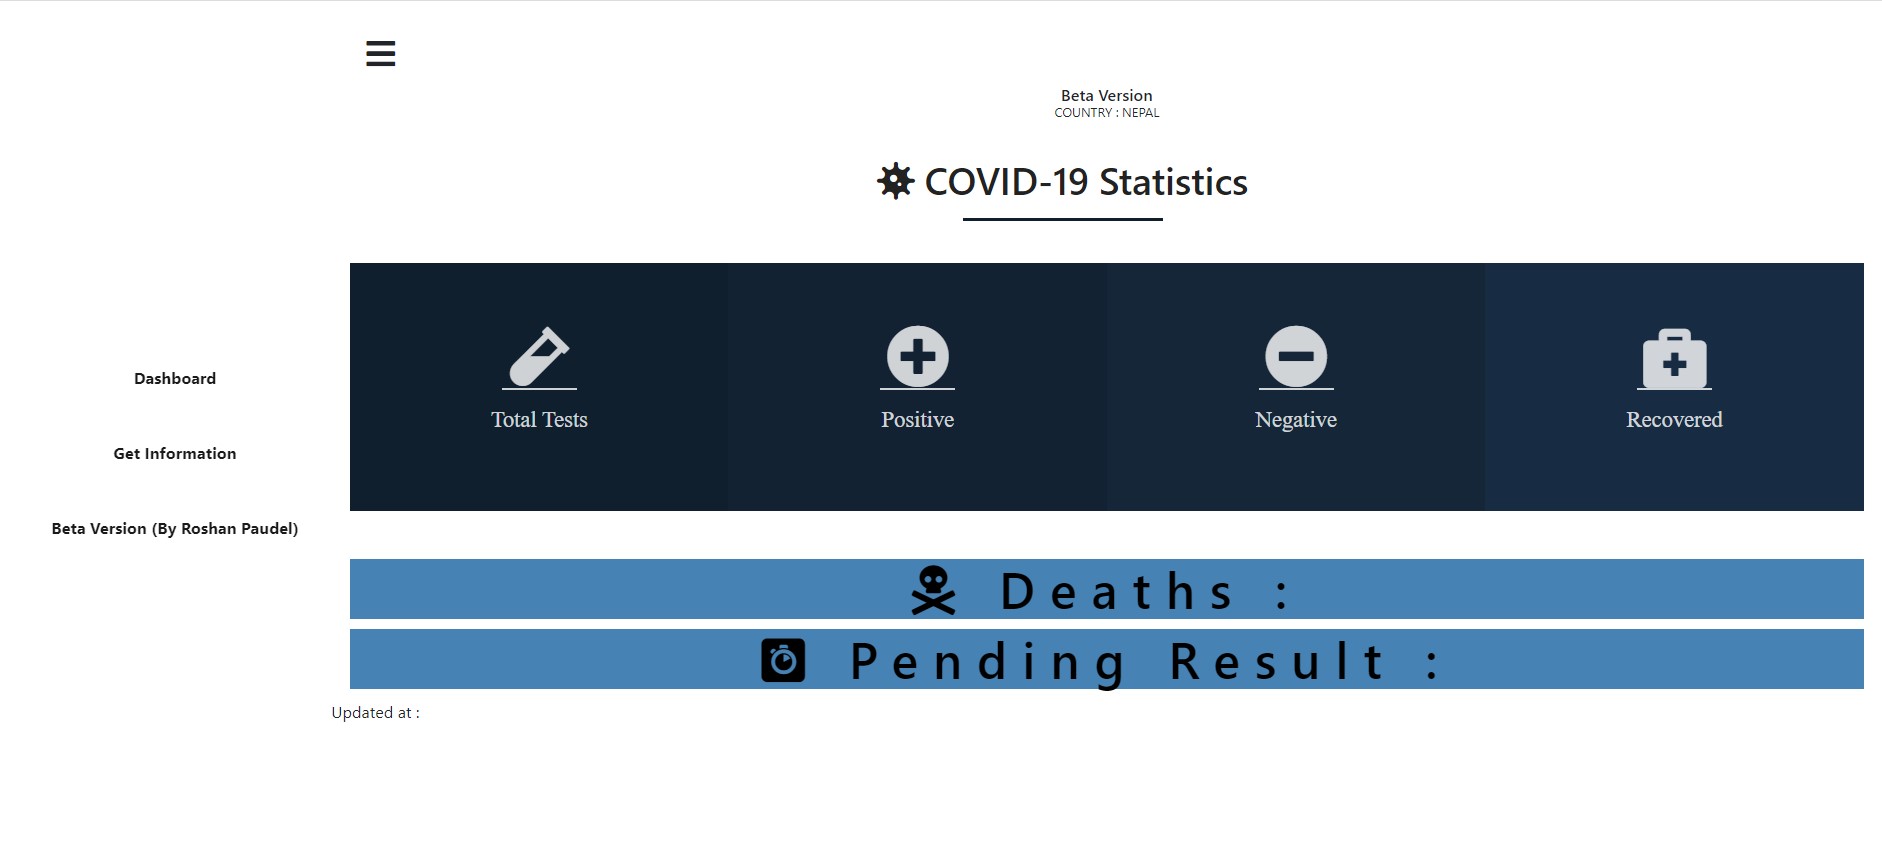 Beta Version
COUNTRY : NEPAL
COVID-19 Statistics
Dashboard
Get Information
Beta Version (By Roshan Paudel)
Total Tests
Positive
Negative
Recovered
Deaths :
Pending Result :
Updated at :